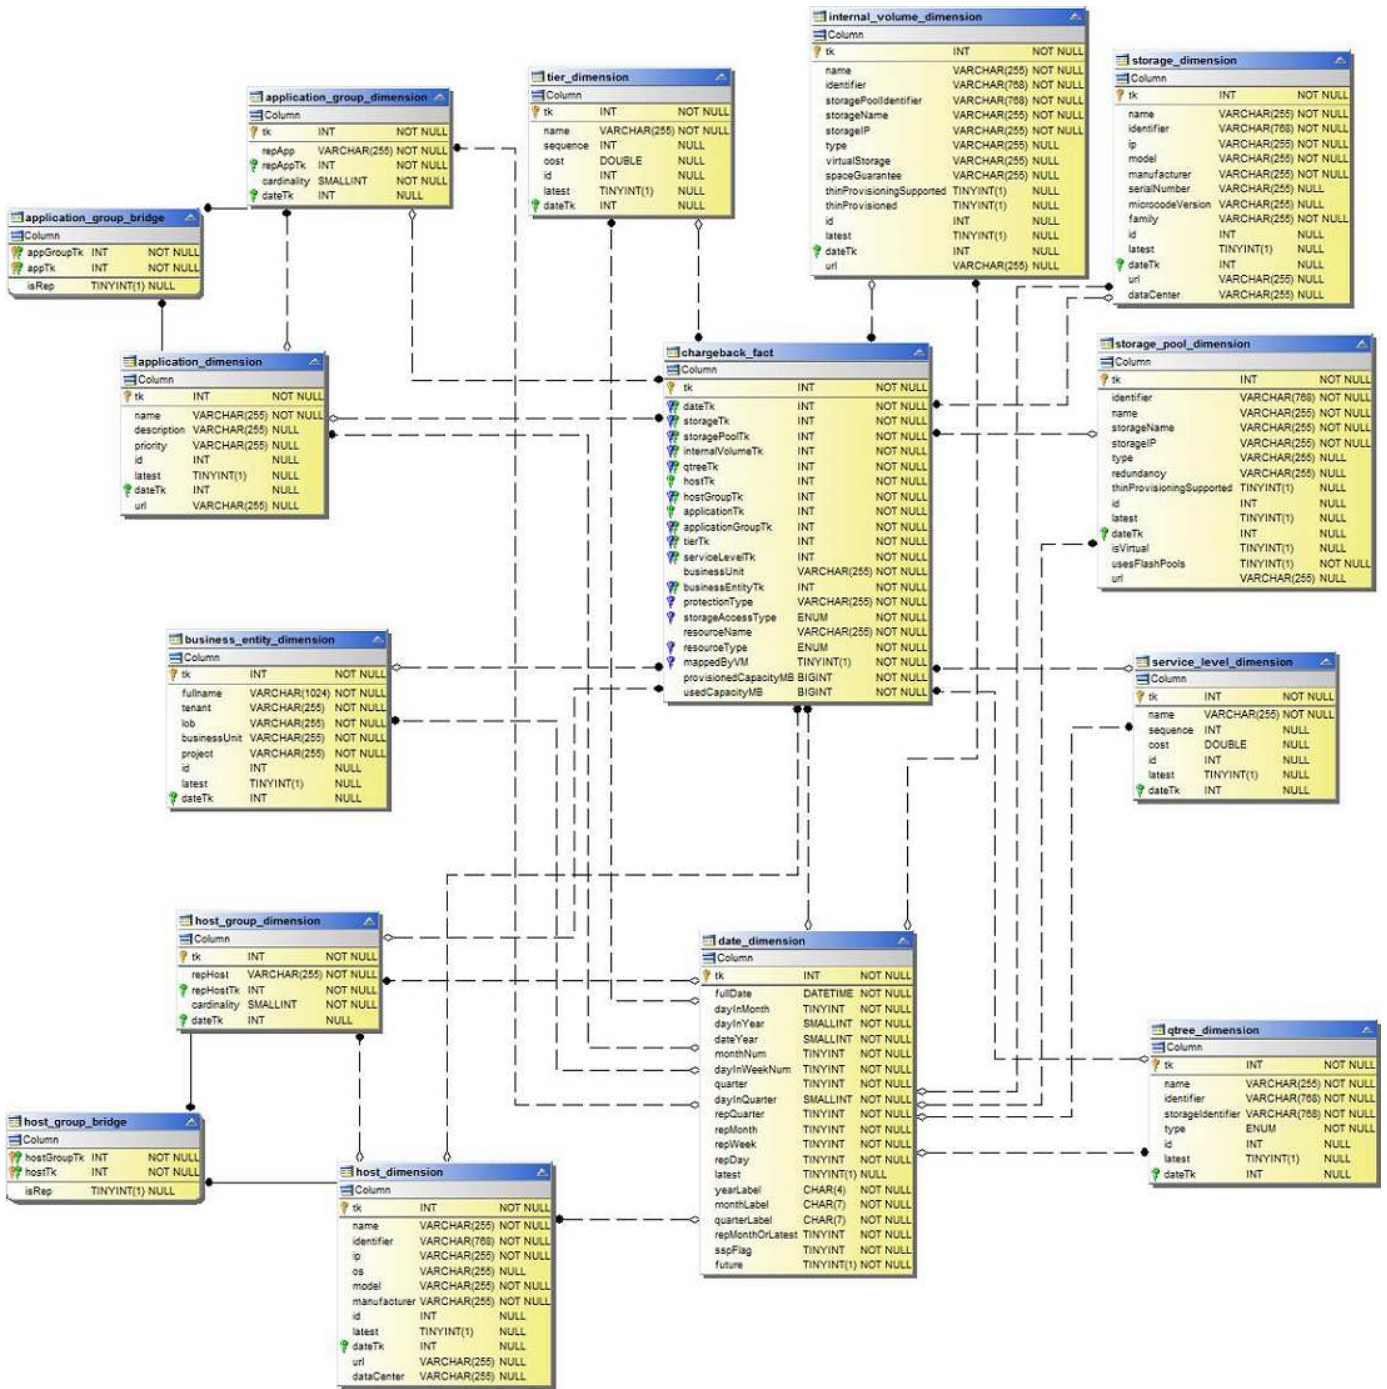 internal_volume_dimension
Column
tk INT NOT NULL
name VARCHAR(255) NOT NULL
identifier VARCHAR(768) NOT NULL
storagePoolIdentifier VARCHAR(768) NOT NULL
storageName VARCHAR(255) NOT NULL
storageIP VARCHAR(255) NOT NULL
type VARCHAR(255) NULL
virtualStorage VARCHAR(255) NULL
spaceGuarantee VARCHAR(255) NULL
thinProvisioningSupported TINYINT(1) NULL
thinProvisioned TINYINT(1) NULL
id INT NULL
latest TINYINT(1) NULL
dateTk INT NULL
url VARCHAR(255) NULL
storage_dimension
Column
tk INT NOT NULL
name VARCHAR(255) NOT NULL
identifier VARCHAR(768) NOT NULL
ip VARCHAR(255) NOT NULL
model VARCHAR(255) NOT NULL
manufacturer VARCHAR(255) NOT NULL
serialNumber VARCHAR(255) NULL
microcodeVersion VARCHAR(255) NULL
family VARCHAR(255) NOT NULL
id INT NULL
latest TINYINT(1) NULL
dateTk INT NULL
url VARCHAR(255) NULL
dataCenter VARCHAR(255) NULL
tier_dimension
Column
tk INT NOT NULL
name VARCHAR(255) NOT NULL
sequence INT NULL
cost DOUBLE NULL
id INT NULL
latest TINYINT(1) NULL
dateTk INT NULL
application_group_dimension
Column
tk INT NOT NULL
repApp VARCHAR(255) NOT NULL
repAppTk INT NOT NULL
cardinality SMALLINT NOT NULL
dateTk INT NULL
application_group_bridge
Column
appGroupTk INT NOT NULL
appTk INT NOT NULL
isRep TINYINT(1) NULL
application_dimension
Column
tk INT NOT NULL
name VARCHAR(255) NOT NULL
description VARCHAR(255) NULL
priority VARCHAR(255) NULL
id INT NULL
latest TINYINT(1) NULL
dateTk INT NULL
url VARCHAR(255) NULL
chargeback_fact
Column
tk INT NOT NULL
dateTk INT NOT NULL
storageTk INT NOT NULL
storagePoolTk INT NOT NULL
internalVolumeTk INT NOT NULL
qtreeTk INT NOT NULL
hostTk INT NOT NULL
hostGroupTk INT NOT NULL
applicationTk INT NOT NULL
applicationGroupTk INT NOT NULL
tierTk INT NOT NULL
serviceLevelTk INT NOT NULL
businessUnit VARCHAR(255) NOT NULL
businessEntityTk INT NOT NULL
protectionType VARCHAR(255) NOT NULL
storageAccessType ENUM NOT NULL
resourceName VARCHAR(255) NOT NULL
resourceType ENUM NOT NULL
mappedByVM TINYINT(1) NOT NULL
provisionedCapacityMB BIGINT NOT NULL
usedCapacityMB BIGINT NOT NULL
storage_pool_dimension
Column
tk INT NOT NULL
identifier VARCHAR(768) NOT NULL
name VARCHAR(255) NOT NULL
storageName VARCHAR(255) NOT NULL
storageIP VARCHAR(255) NOT NULL
type VARCHAR(255) NULL
redundancy VARCHAR(255) NULL
thinProvisioningSupported TINYINT(1) NULL
id INT NULL
latest TINYINT(1) NULL
dateTk INT NULL
isVirtual TINYINT(1) NULL
usesFlashPools TINYINT(1) NOT NULL
url VARCHAR(255) NULL
business_entity_dimension
Column
tk INT NOT NULL
fullname VARCHAR(1024) NOT NULL
tenant VARCHAR(255) NOT NULL
lob VARCHAR(255) NOT NULL
businessUnit VARCHAR(255) NOT NULL
project VARCHAR(255) NOT NULL
id INT NULL
latest TINYINT(1) NULL
dateTk INT NULL
service_level_dimension
Column
tk INT NOT NULL
name VARCHAR(255) NOT NULL
sequence INT NULL
cost DOUBLE NULL
id INT NULL
latest TINYINT(1) NULL
dateTk INT NULL
host_group_dimension
Column
tk INT NOT NULL
repHost VARCHAR(255) NOT NULL
repHostTk INT NOT NULL
cardinality SMALLINT NOT NULL
dateTk INT NULL
date_dimension
Column
tk INT NOT NULL
fullDate DATETIME NOT NULL
dayInMonth TINYINT NOT NULL
dayInYear SMALLINT NOT NULL
dateYear SMALLINT NOT NULL
monthNum TINYINT NOT NULL
dayInWeekNum TINYINT NOT NULL
quarter TINYINT NOT NULL
dayInQuarter SMALLINT NOT NULL
repQuarter TINYINT NOT NULL
repMonth TINYINT NOT NULL
repWeek TINYINT NOT NULL
repDay TINYINT NOT NULL
latest TINYINT(1) NULL
yearLabel CHAR(4) NOT NULL
monthLabel CHAR(7) NOT NULL
quarterLabel CHAR(7) NOT NULL
repMonthOrLatest TINYINT NOT NULL
sspFlag TINYINT NOT NULL
future TINYINT(1) NOT NULL
qtree_dimension
Column
tk INT NOT NULL
name VARCHAR(255) NOT NULL
identifier VARCHAR(768) NOT NULL
storageIdentifier VARCHAR(768) NOT NULL
type ENUM NOT NULL
id INT NULL
latest TINYINT(1) NULL
dateTk INT NULL
host_group_bridge
Column
hostGroupTk INT NOT NULL
hostTk INT NOT NULL
isRep TINYINT(1) NULL
host_dimension
Column
tk INT NOT NULL
name VARCHAR(255) NOT NULL
identifier VARCHAR(768) NOT NULL
ip VARCHAR(255) NOT NULL
os VARCHAR(255) NULL
model VARCHAR(255) NOT NULL
manufacturer VARCHAR(255) NOT NULL
id INT NULL
latest TINYINT(1) NULL
dateTk INT NULL
url VARCHAR(255) NULL
dataCenter VARCHAR(255) NULL